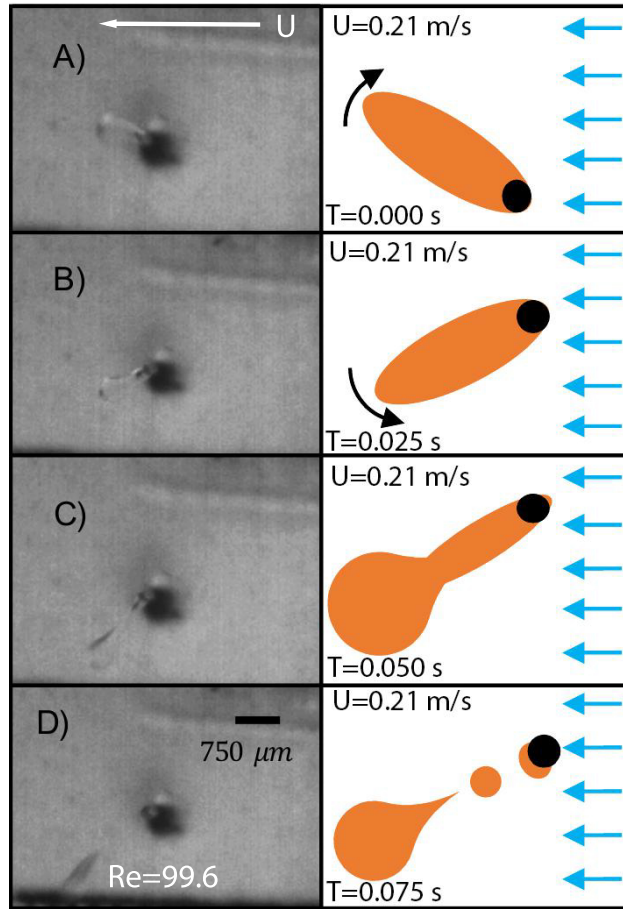 U
A)
U=0.21 m/s
T=0.000 s
B)
U=0.21 m/s
T=0.025 s
C)
U=0.21 m/s
T=0.050 s
D)
750 μm
Re=99.6
U=0.21 m/s
T=0.075 s